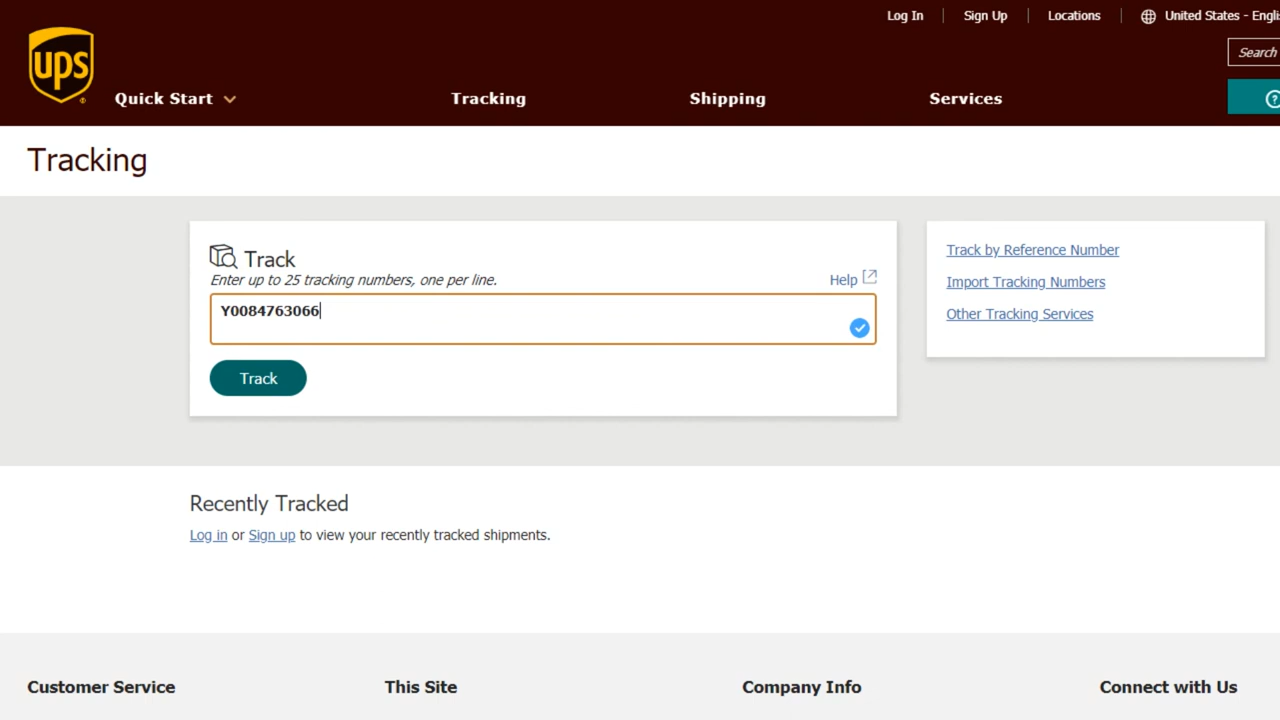 Log In
Sign Up
Locations
United States - Engli
Search
ups
Quick Start
Tracking
Shipping
Services
Tracking
Track
Enter up to 25 tracking numbers, one per line.
Help
Y0084763066
Track
Track by Reference Number
Import Tracking Numbers
Other Tracking Services
Recently Tracked
Log in or Sign up to view your recently tracked shipments.
Customer Service
This Site
Company Info
Connect with Us